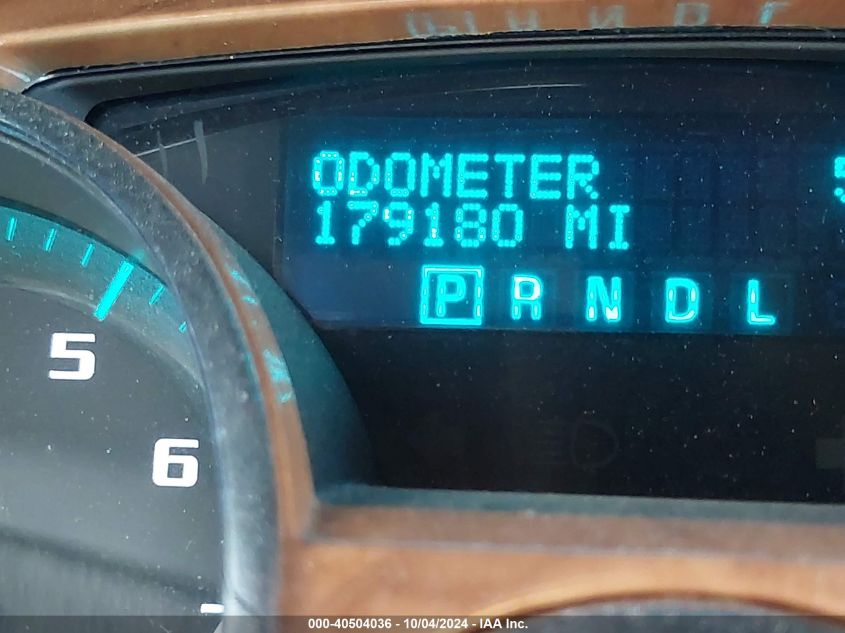 ODOMETER
179180 MI
P R N D L
5
6
000-40504036 - 10/04/2024 - IAA Inc.